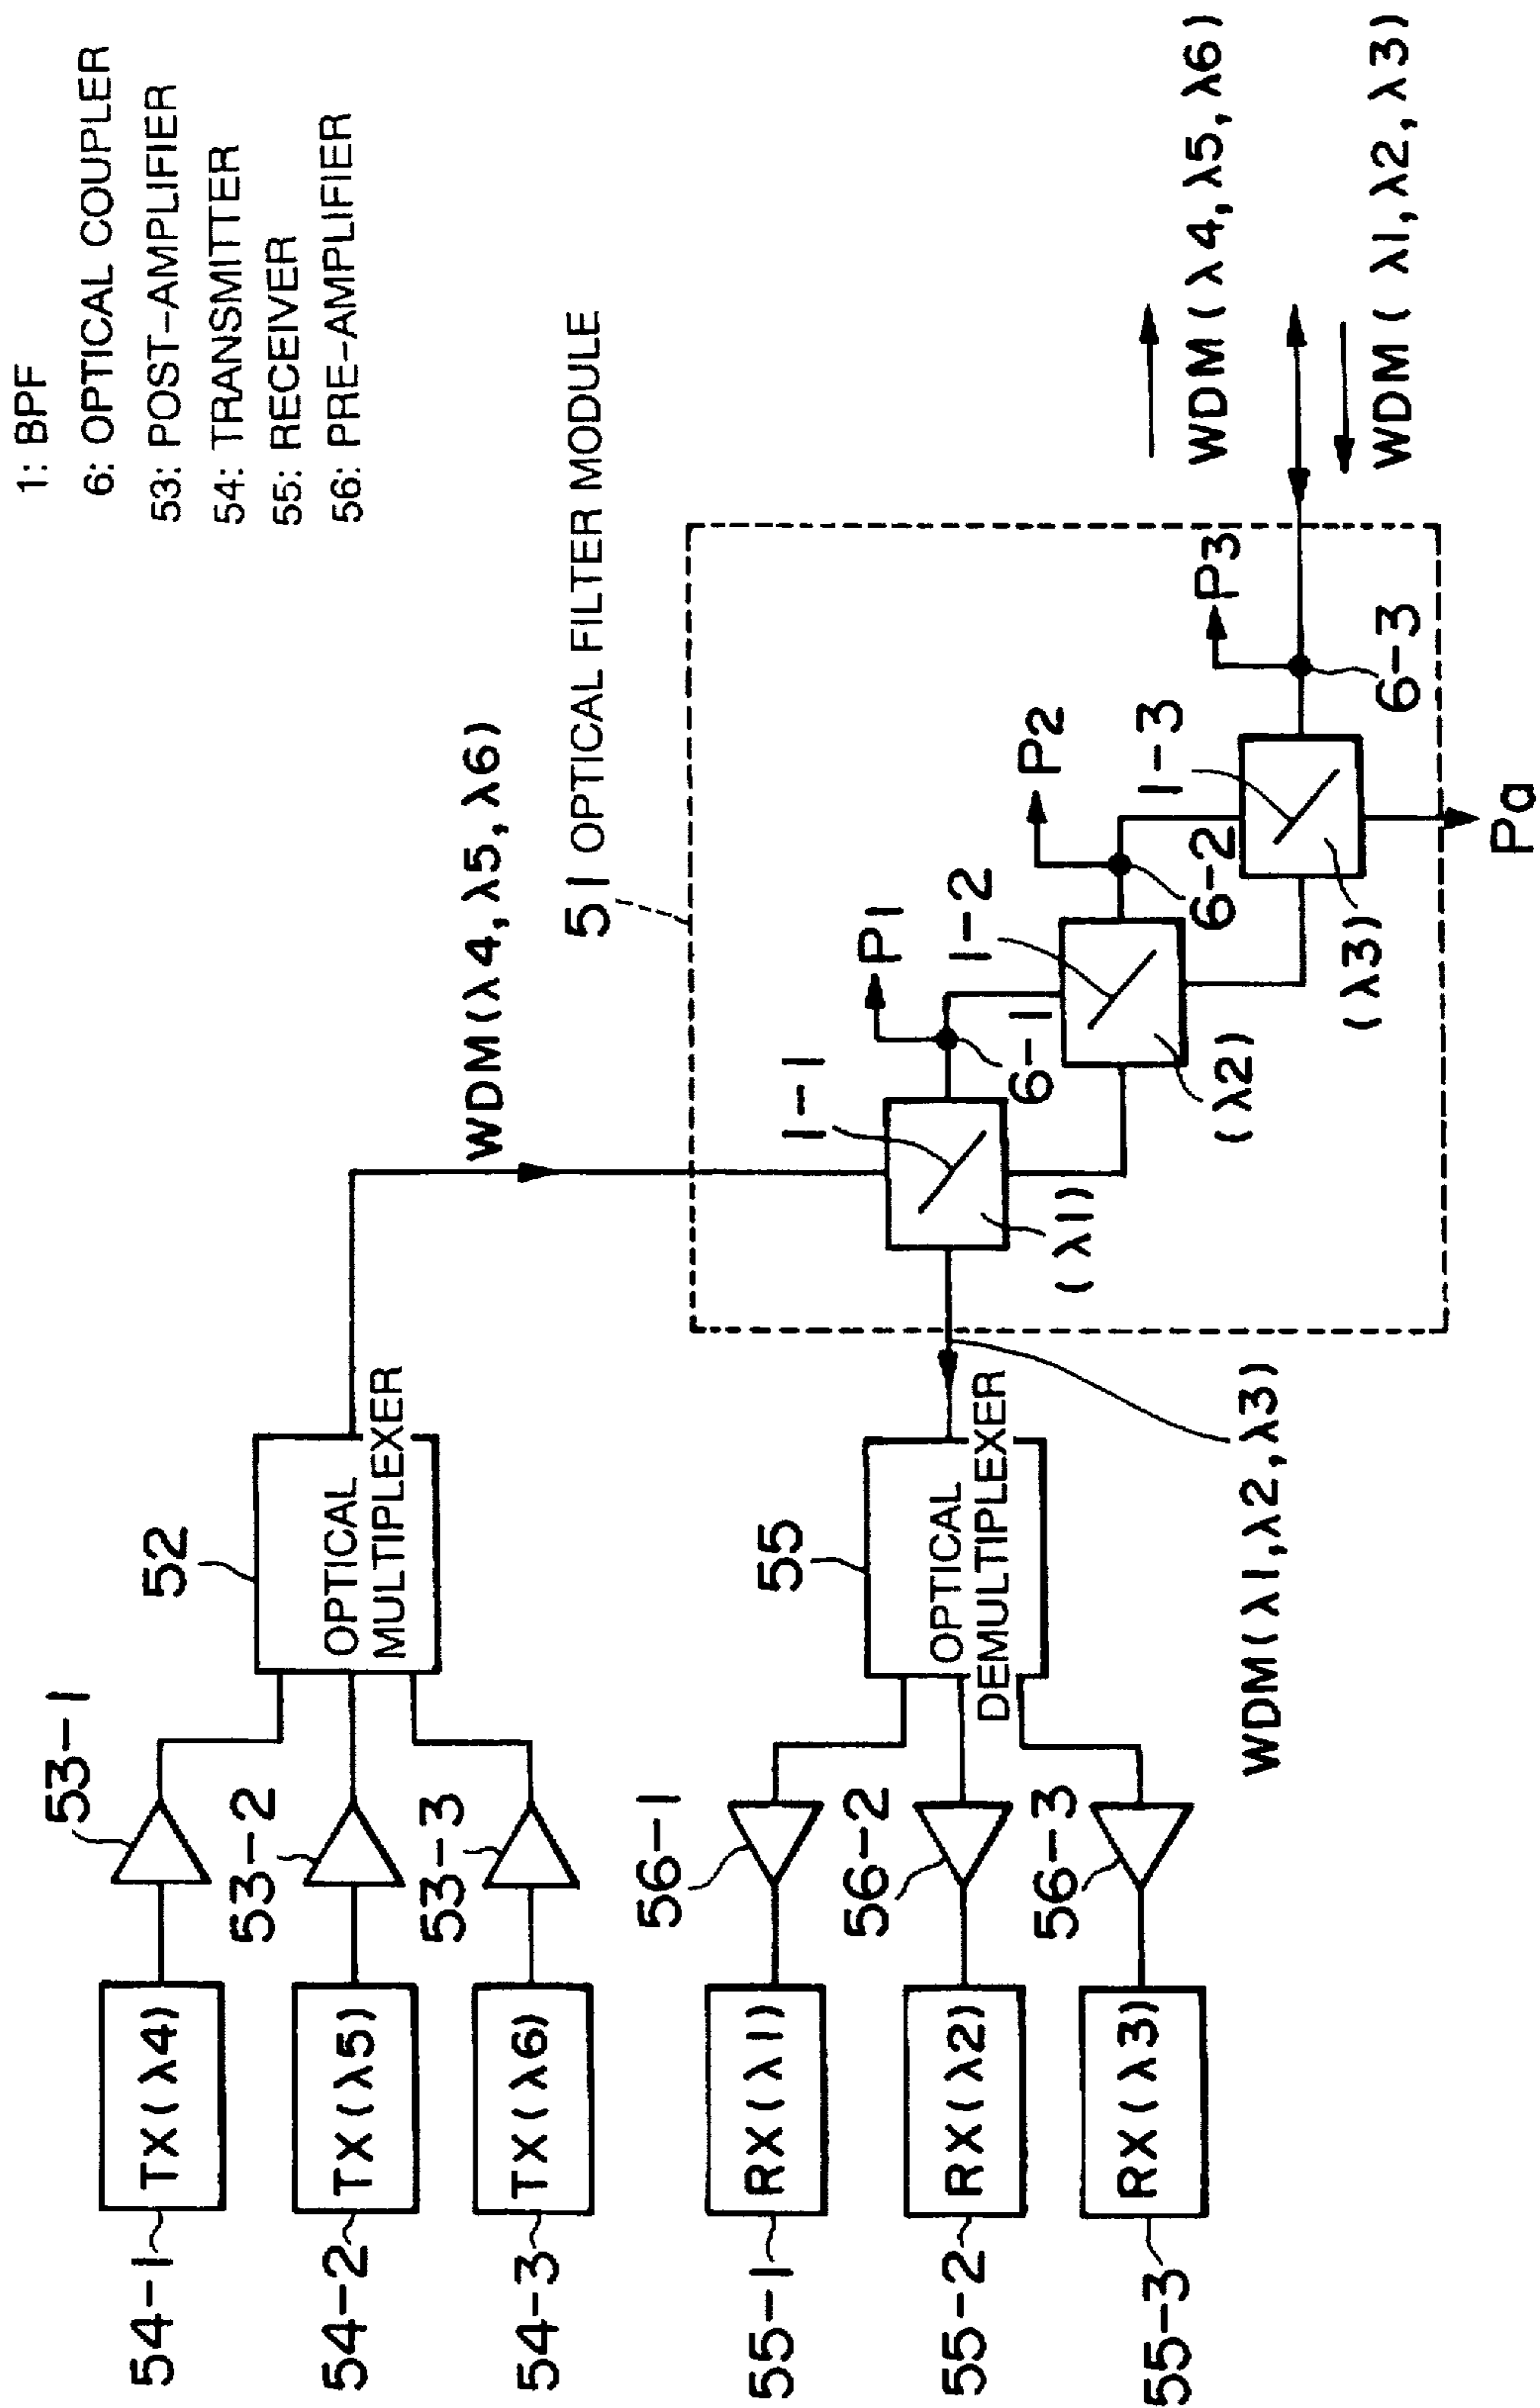 1: BPF
6: OPTICAL COUPLER
53: POST-AMPLIFIER
54: TRANSMITTER
55: RECEIVER
56: PRE-AMPLIFIER
54-1
TX(λ4)
53-1
54-2
TX(λ5)
53-2
54-3
TX(λ6)
53-3
52
OPTICAL
MULTIPLEXER
WDM(λ4,λ5,λ6)
51 OPTICAL FILTER MODULE
55-1
RX(λ1)
56-1
55-2
RX(λ2)
56-2
55-3
RX(λ3)
56-3
55
OPTICAL
DEMULTIPLEXER
WDM(λ1,λ2,λ3)
1-1
(λ1)
P1
6-1
1-2
(λ2)
P2
6-2
1-3
(λ3)
P3
6-3
Pa
WDM(λ4,λ5,λ6)
WDM(λ1,λ2,λ3)